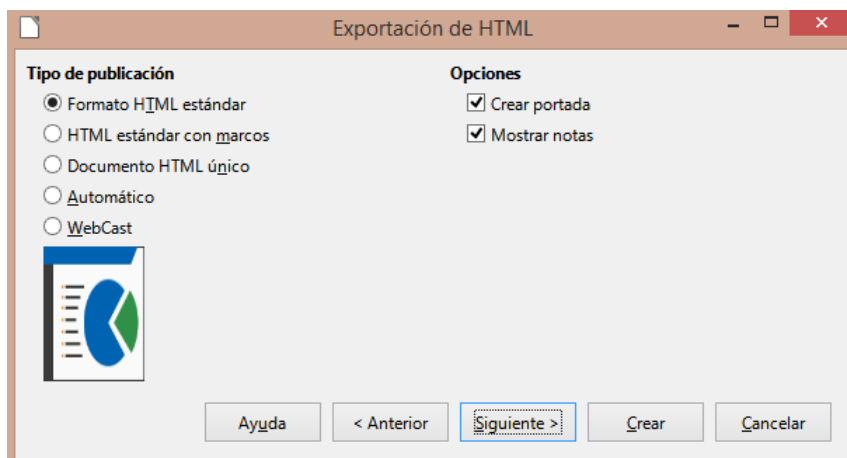 Exportación de HTML
Tipo de publicación
Formato HTML estándar
HTML estándar con marcos
Documento HTML único
Automático
WebCast
Opciones
Crear portada
Mostrar notas
Ayuda
< Anterior
Siguiente >
Crear
Cancelar